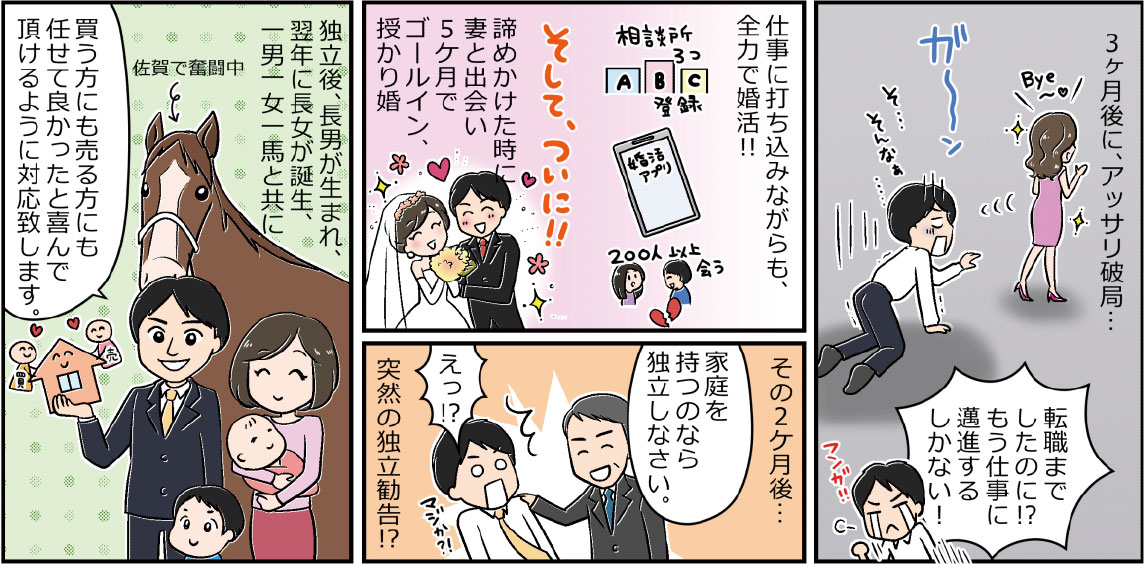 3ヶ月後に、アッサリ破局…
Bye
～♡
ガ～～ン
そ…
そんなぁ
……
転職まで
したのに!?
もう仕事に
邁進する
しかない！
マンガ!!
仕事に打ち込みながらも、
全力で婚活!!
相談所
3つ
A
B
C
登録
婚活
アプリ
200人以上
会う
そして、ついに!!
諦めかけた時に
妻と出会い
5ケ月で
ゴールイン、
授かり婚
その2ケ月後…
家庭を
持つのなら
独立しなさい。
えっ!?
マジか?!
突然の独立勧告!?
独立後、長男が生まれ、
翌年に長女が誕生、
一男一女一馬と共に
佐賀で奮闘中
買う方にも売る方にも
任せて良かったと喜んで
頂けるように対応致します。
売
買